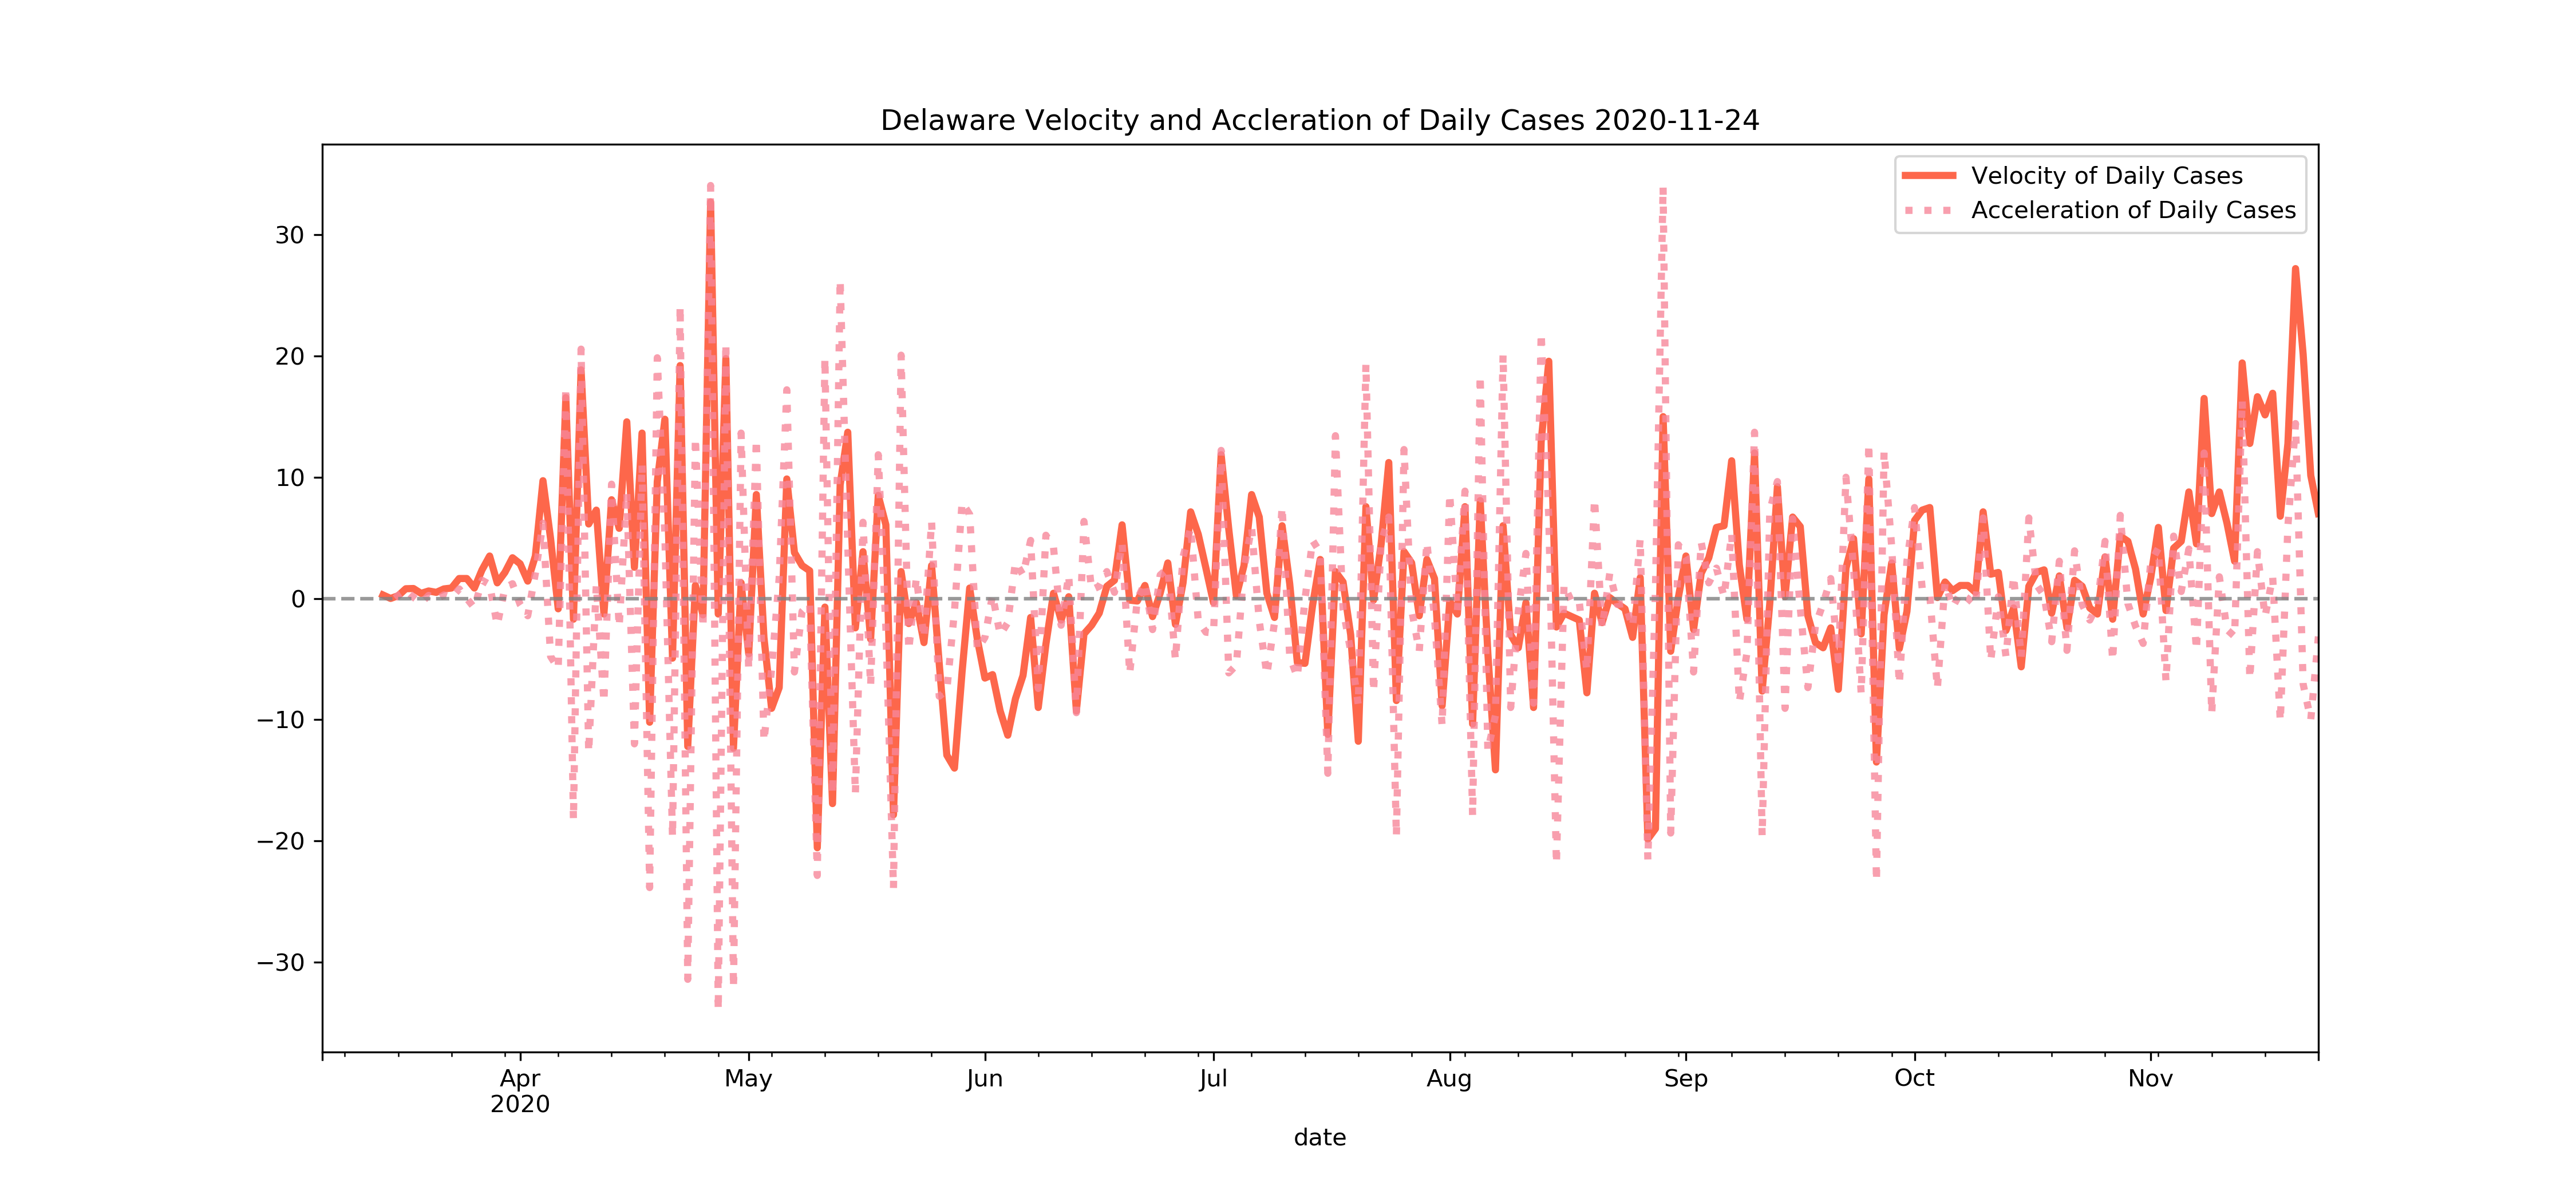 Delaware Velocity and Accleration of Daily Cases 2020-11-24
Velocity of Daily Cases
Acceleration of Daily Cases
30
20
10
0
−10
−20
−30
Apr
2020
May
Jun
Jul
Aug
Sep
Oct
Nov
date